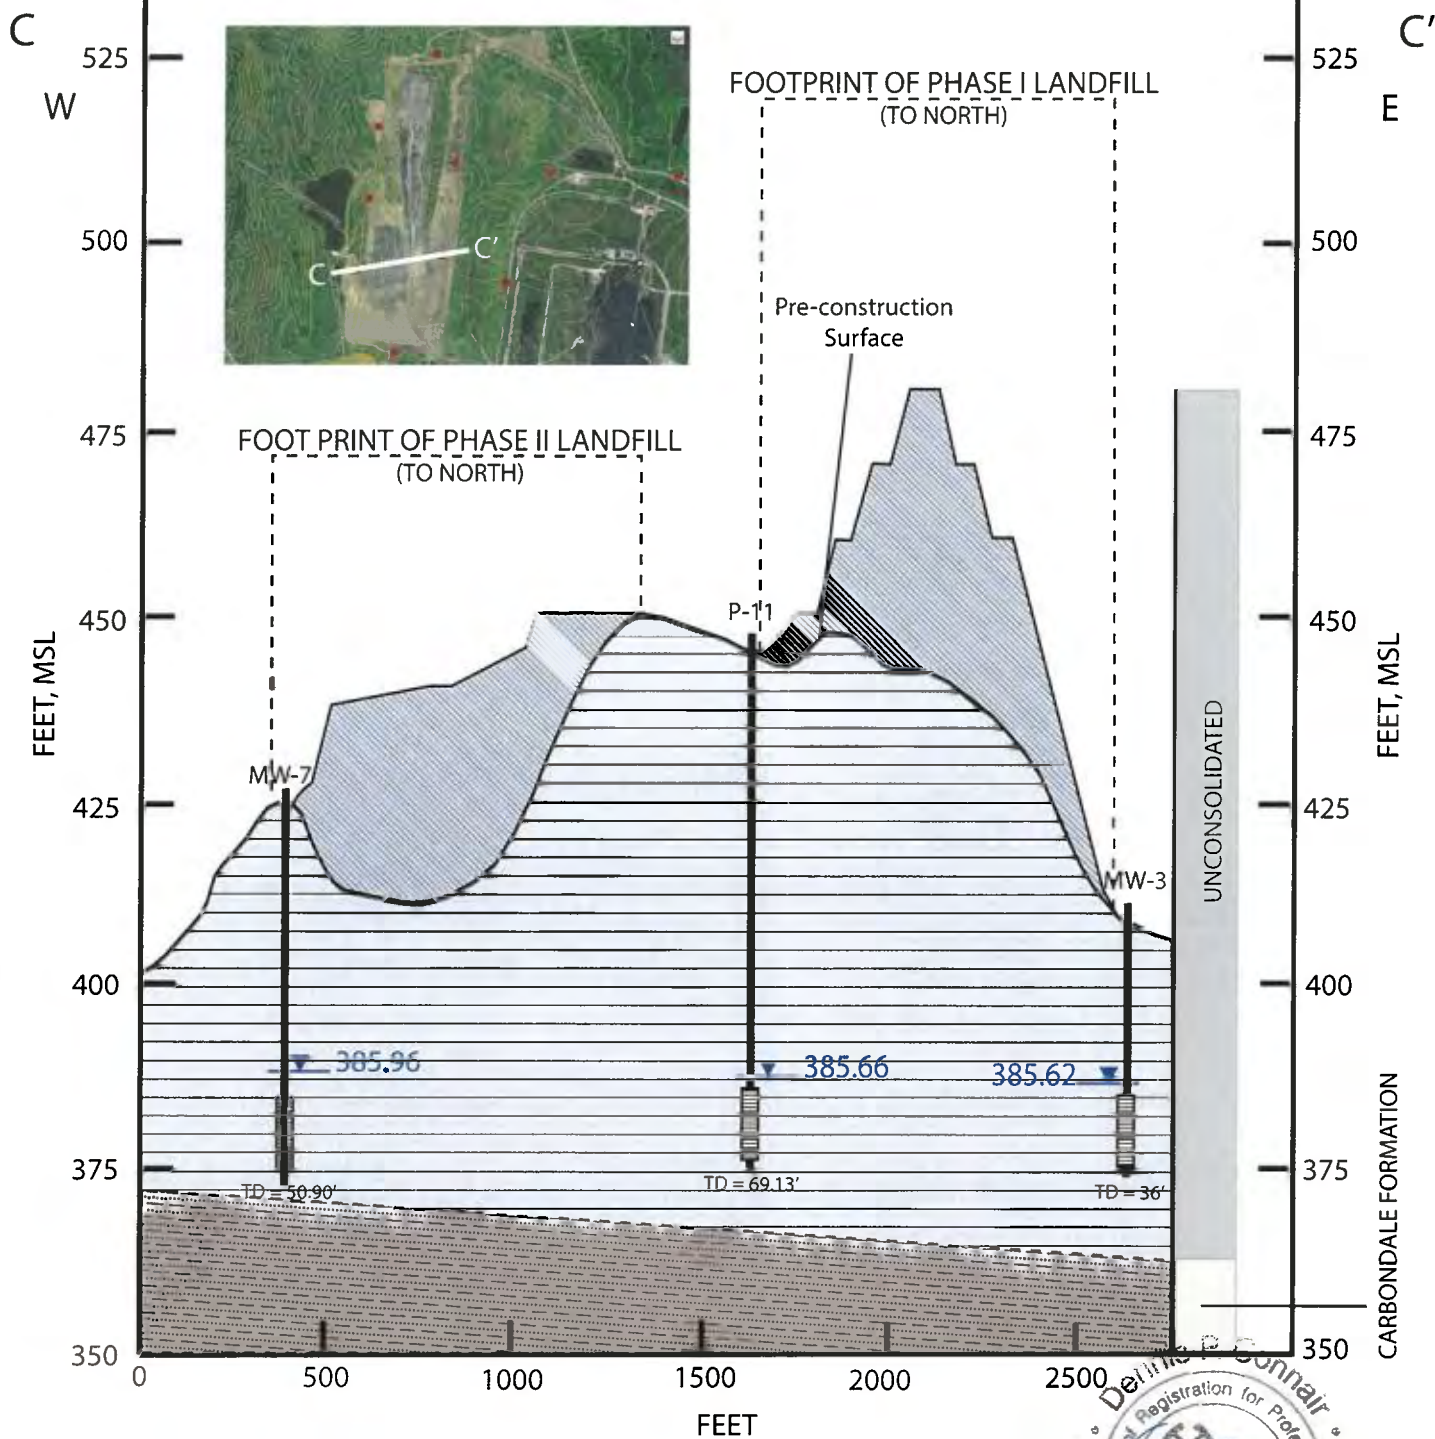 C
C'
W
E
525
525
FOOTPRINT OF PHASE I LANDFILL
(TO NORTH)
500
500
C
C'
Pre-construction
Surface
475
475
FOOT PRINT OF PHASE II LANDFILL
(TO NORTH)
450
450
P-11
FEET, MSL
FEET, MSL
UNCONSOLIDATED
MW-7
425
425
MW-3
400
400
385.96
385.66
385.62
375
375
TD = 50.90'
TD = 69.13'
TD = 36'
CARBONDALE FORMATION
350
350
0
500
1000
1500
2000
2500
FEET
Registration for